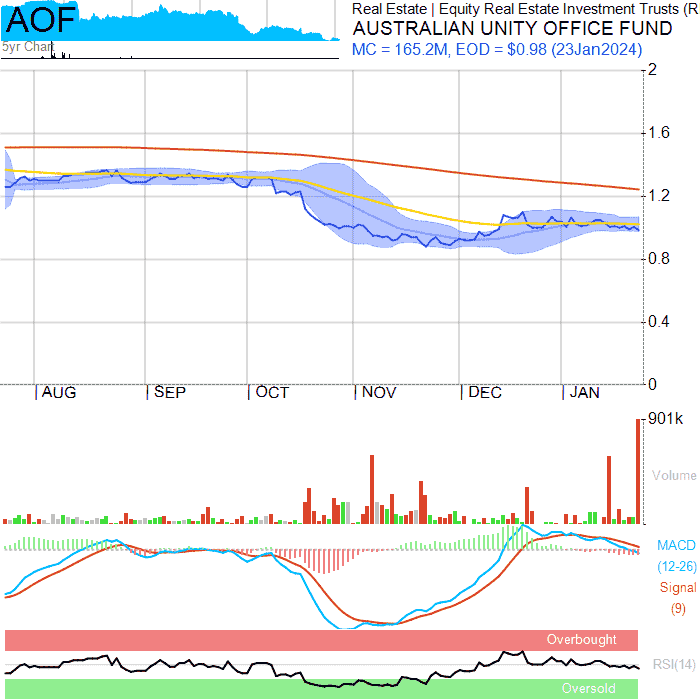 AOF
5yr Chart
Real Estate | Equity Real Estate Investment Trusts (R
AUSTRALIAN UNITY OFFICE FUND
MC = 165.2M, EOD = $0.98 (23Jan2024)
2
1.6
1.2
0.8
0.4
0
AUG SEP OCT NOV DEC JAN
901k
Volume
MACD
(12-26)
Signal
(9)
Overbought
RSI(14)
Oversold